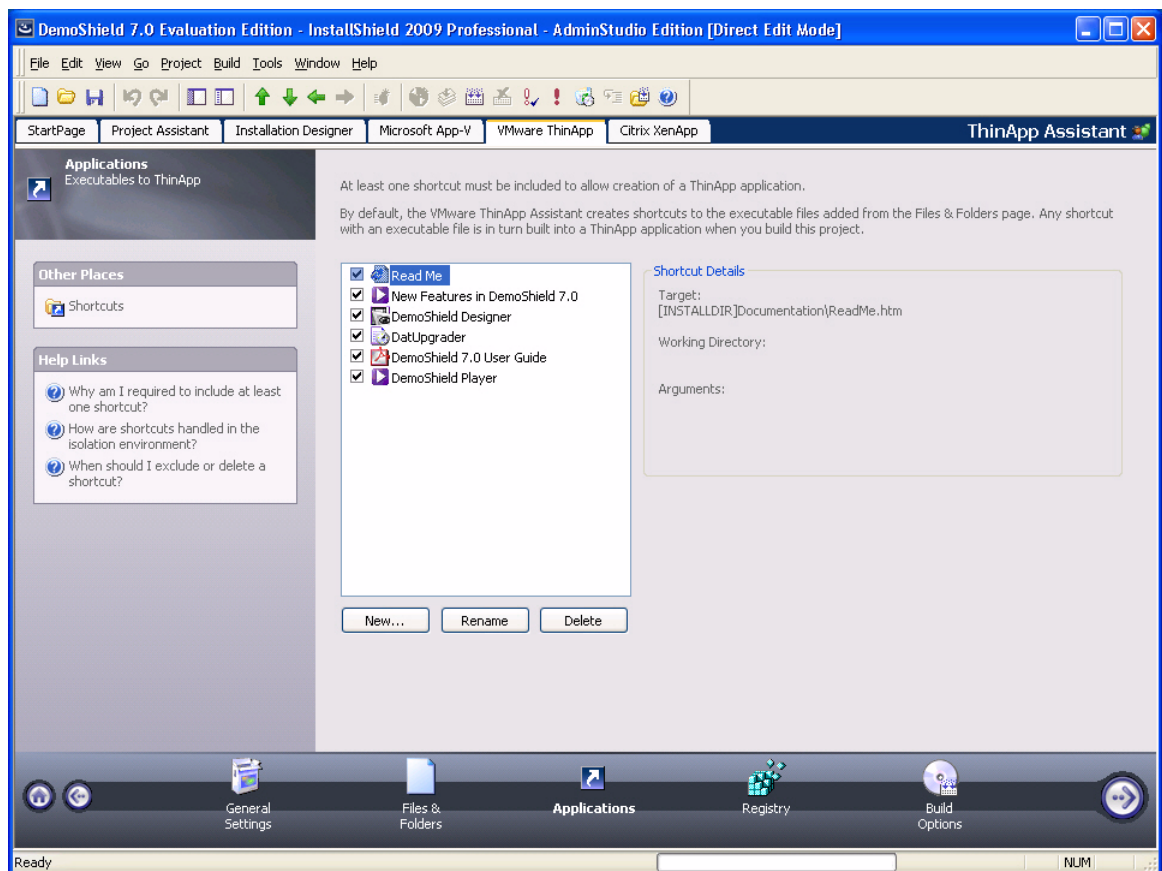 DemoShield 7.0 Evaluation Edition - InstallShield 2009 Professional - AdminStudio Edition [Direct Edit Mode]
File Edit View Go Project Build Tools Window Help
StartPage Project Assistant Installation Designer Microsoft App-V VMware ThinApp Citrix XenApp ThinApp Assistant
Applications
Executables to ThinApp
Other Places
Shortcuts
Help Links
Why am I required to include at least
one shortcut?
How are shortcuts handled in the
isolation environment?
When should I exclude or delete a
shortcut?
At least one shortcut must be included to allow creation of a ThinApp application.
By default, the VMware ThinApp Assistant creates shortcuts to the executable files added from the Files & Folders page. Any shortcut
with an executable file is in turn built into a ThinApp application when you build this project.
Read Me
New Features in DemoShield 7.0
DemoShield Designer
DatUpgrader
DemoShield 7.0 User Guide
DemoShield Player
New... Rename Delete
Shortcut Details
Target:
[INSTALLDIR]Documentation\ReadMe.htm
Working Directory:
Arguments:
General
Settings
Files &
Folders
Applications
Registry
Build
Options
Ready NUM